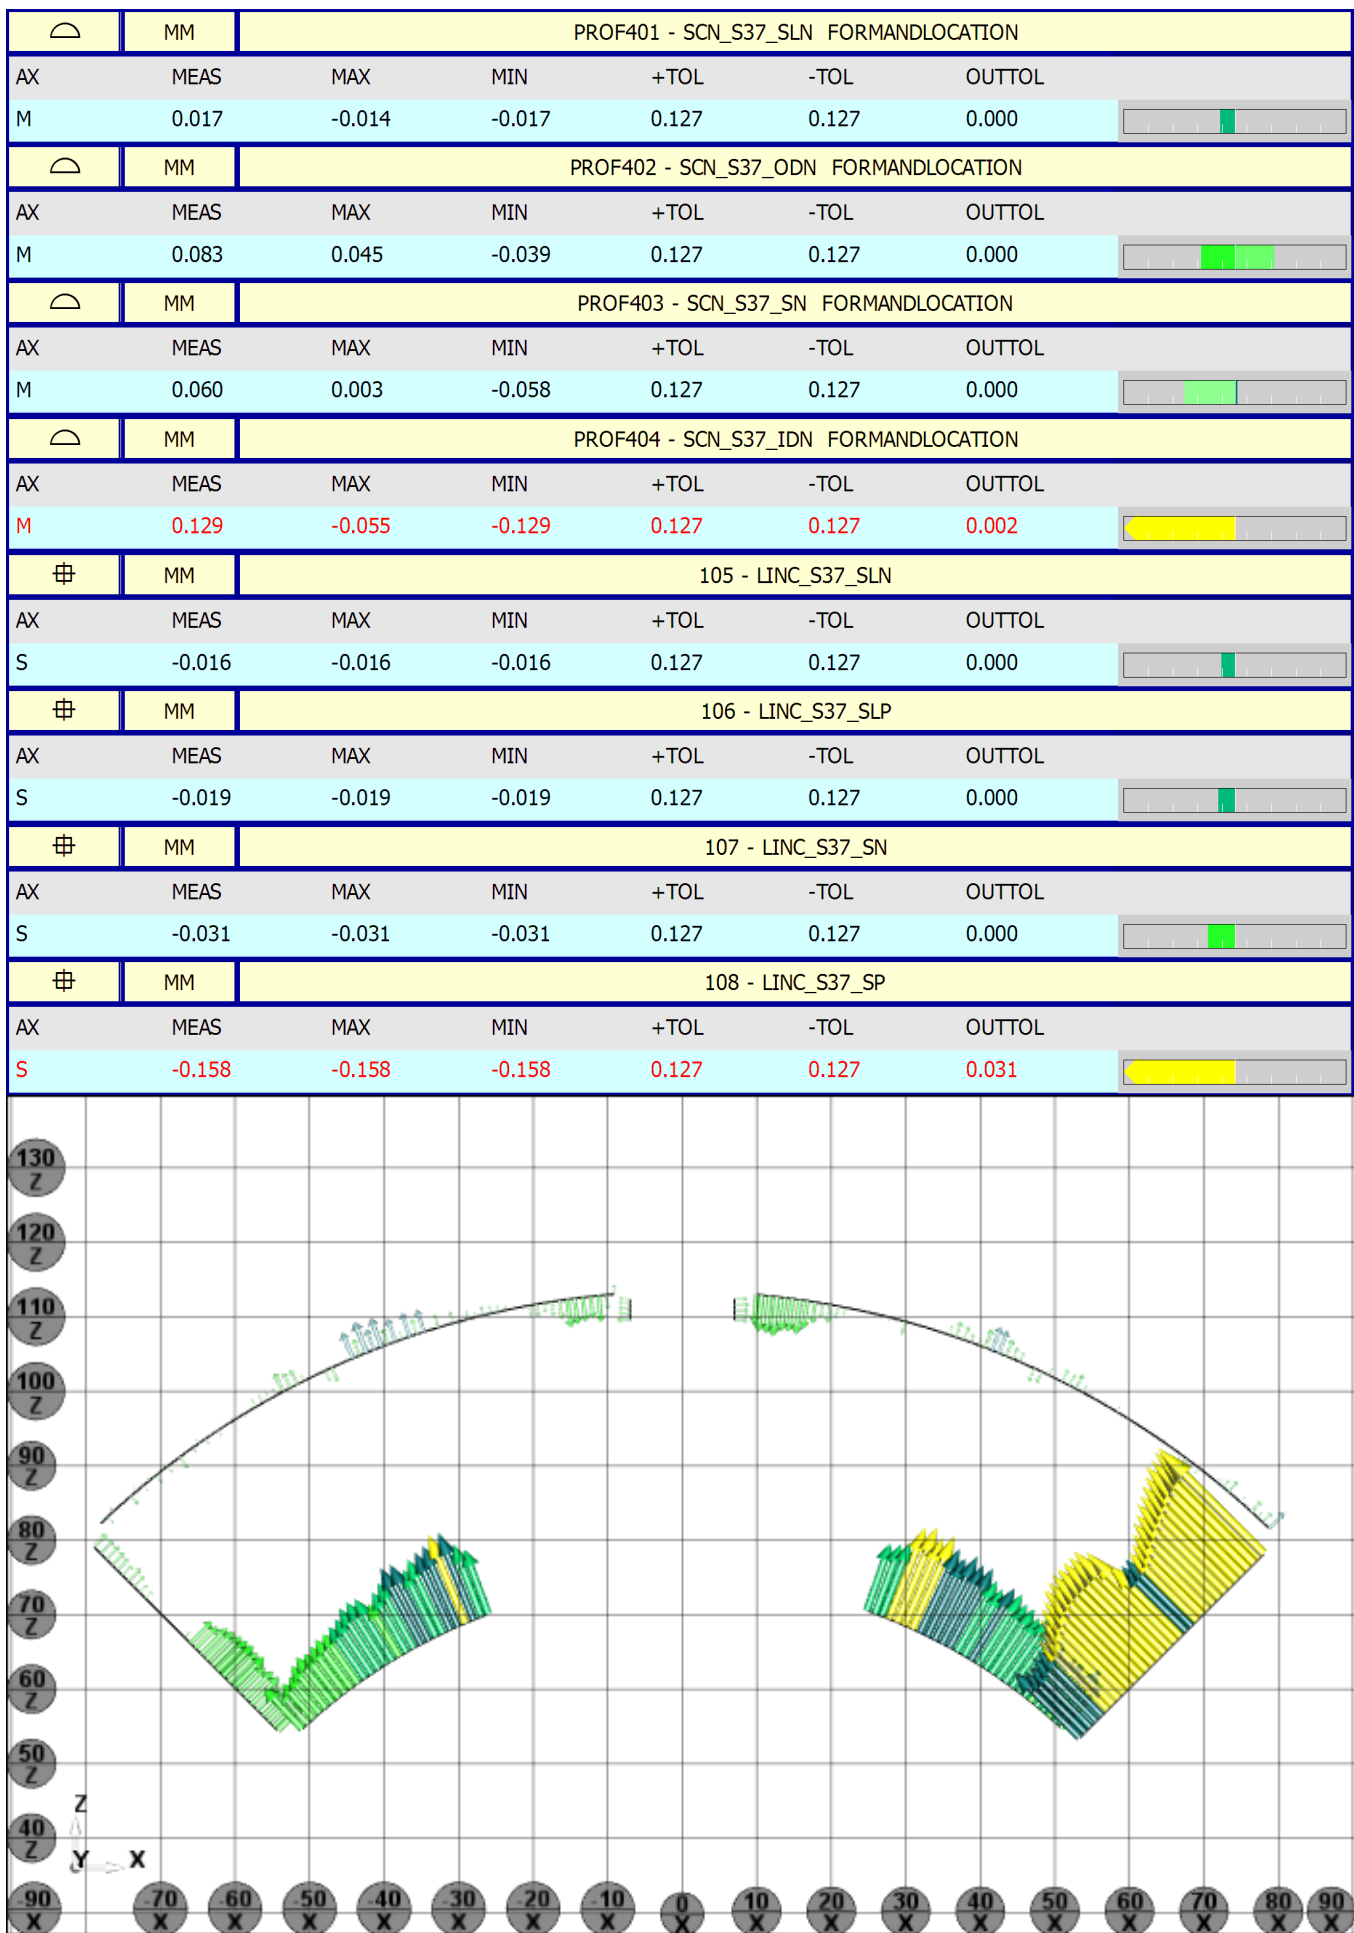 MM PROF401 - SCN_S37_SLN FORMANDLOCATION
AX MEAS MAX MIN +TOL -TOL OUTTOL
M 0.017 -0.014 -0.017 0.127 0.127 0.000
MM PROF402 - SCN_S37_ODN FORMANDLOCATION
AX MEAS MAX MIN +TOL -TOL OUTTOL
M 0.083 0.045 -0.039 0.127 0.127 0.000
MM PROF403 - SCN_S37_SN FORMANDLOCATION
AX MEAS MAX MIN +TOL -TOL OUTTOL
M 0.060 0.003 -0.058 0.127 0.127 0.000
MM PROF404 - SCN_S37_IDN FORMANDLOCATION
AX MEAS MAX MIN +TOL -TOL OUTTOL
M 0.129 -0.055 -0.129 0.127 0.127 0.002
MM 105 - LINC_S37_SLN
AX MEAS MAX MIN +TOL -TOL OUTTOL
S -0.016 -0.016 -0.016 0.127 0.127 0.000
MM 106 - LINC_S37_SLP
AX MEAS MAX MIN +TOL -TOL OUTTOL
S -0.019 -0.019 -0.019 0.127 0.127 0.000
MM 107 - LINC_S37_SN
AX MEAS MAX MIN +TOL -TOL OUTTOL
S -0.031 -0.031 -0.031 0.127 0.127 0.000
MM 108 - LINC_S37_SP
AX MEAS MAX MIN +TOL -TOL OUTTOL
S -0.158 -0.158 -0.158 0.127 0.127 0.031
130
Z
120
Z
110
Z
100
Z
90
Z
80
Z
70
Z
60
Z
50
Z
40
Z
Z
Y X
-90 -70 -60 -50 -40 -30 -20 -10 0 10 20 30 40 50 60 70 80 90
X X X X X X X X X X X X X X X X X X